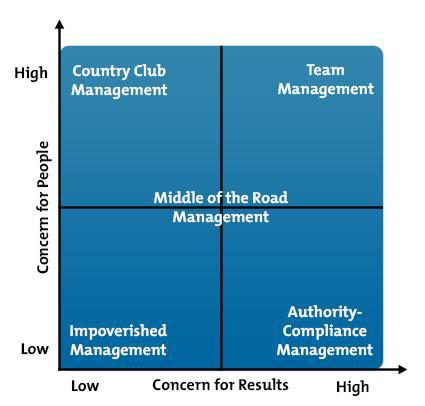 High
Country Club
Management
Team
Management
Concern for People
Middle of the Road
Management
Impoverished
Management
Authority-
Compliance
Management
Low
Low
Concern for Results
High